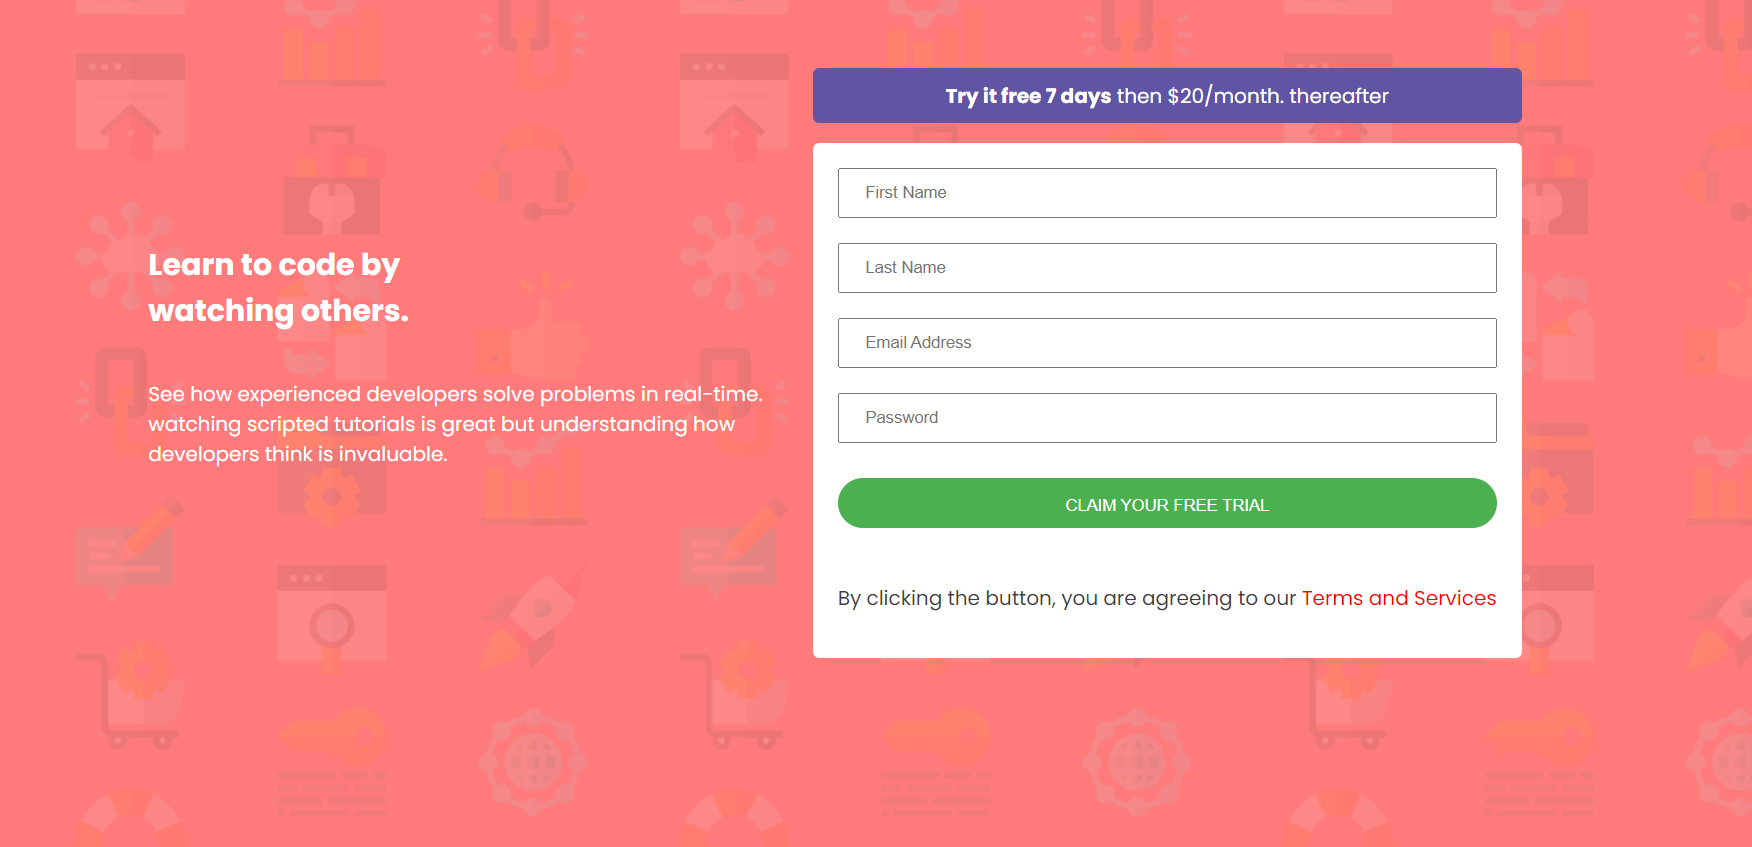 Learn to code by
watching others.
See how experienced developers solve problems in real-time.
watching scripted tutorials is great but understanding how
developers think is invaluable.
Try it free 7 days then $20/month. thereafter
First Name
Last Name
Email Address
Password
CLAIM YOUR FREE TRIAL
By clicking the button, you are agreeing to our Terms and Services